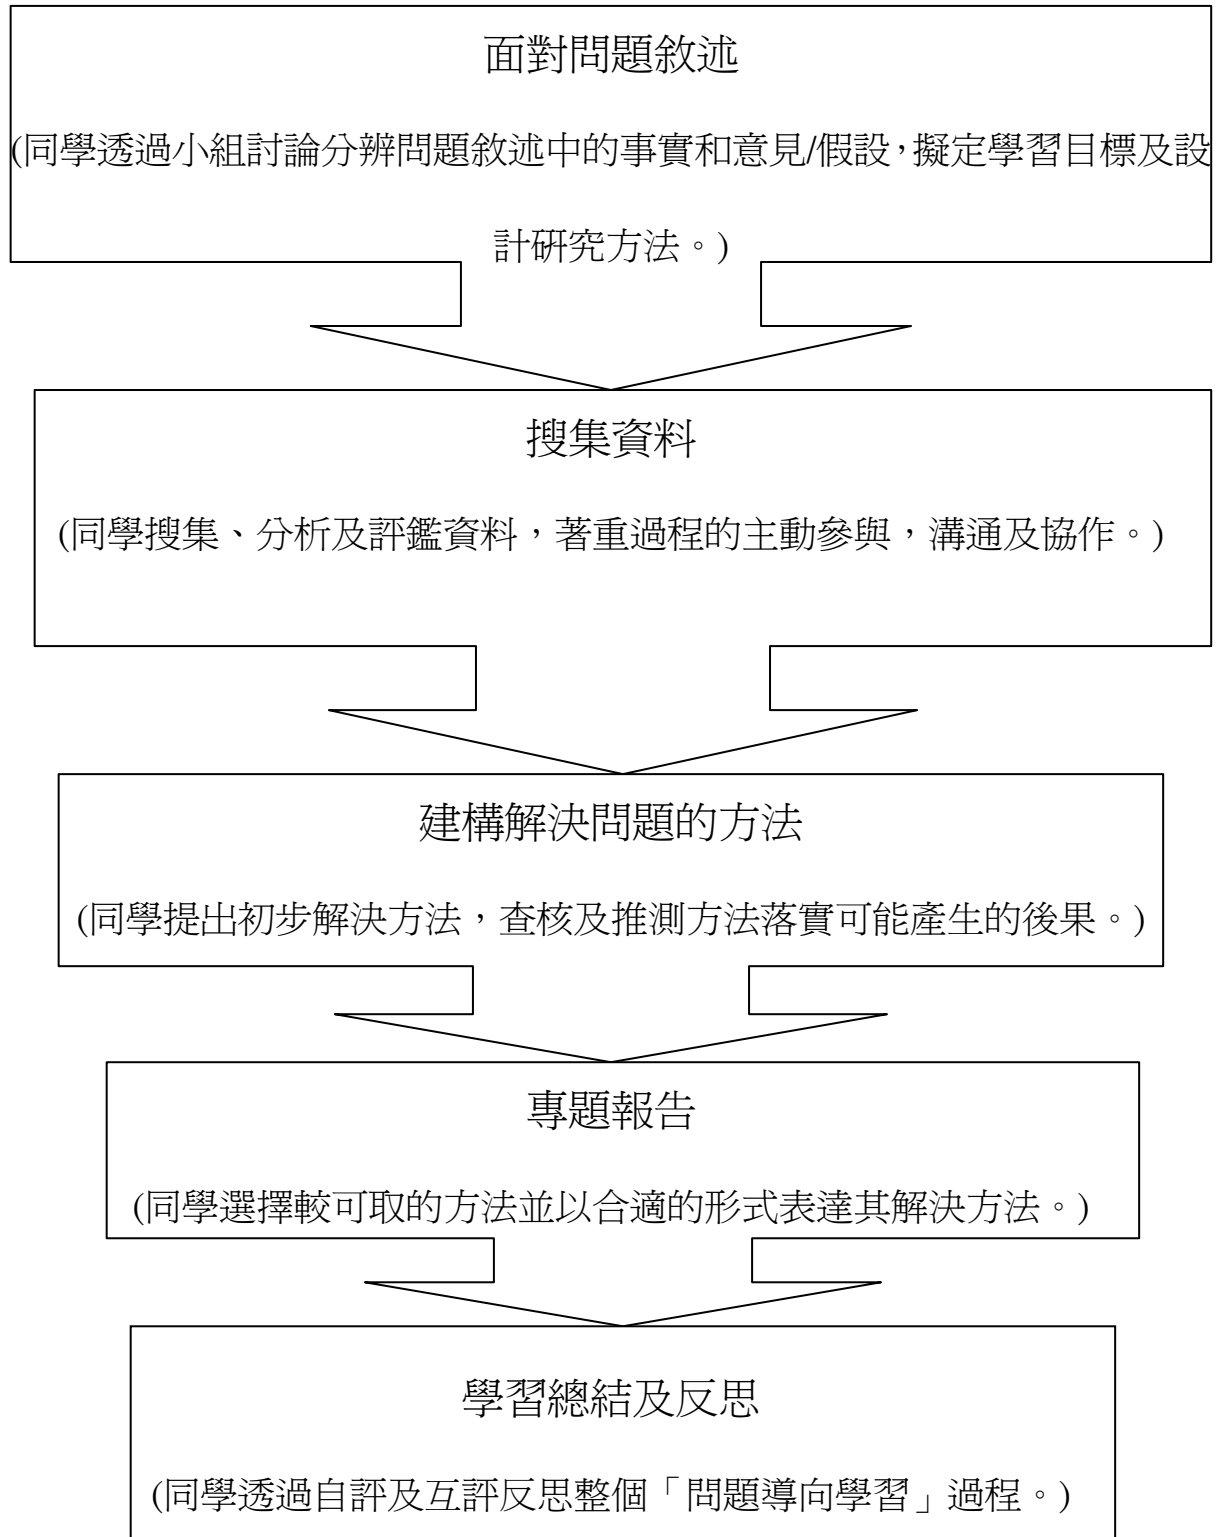 面對問題敘述
(同學透過小組討論分辨問題敘述中的事實和意見/假設，擬定學習目標及設
計研究方法。)
搜集資料
(同學搜集、分析及評鑑資料，著重過程的主動參與，溝通及協作。)
建構解決問題的方法
(同學提出初步解決方法，查核及推測方法落實可能產生的後果。)
專題報告
(同學選擇較可取的方法並以合適的形式表達其解決方法。)
學習總結及反思
(同學透過自評及互評反思整個「問題導向學習」過程。)